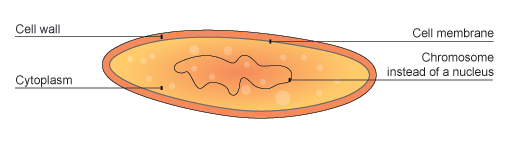 Cell wall
Cell membrane
Chromosome
instead of a nucleus
Cytoplasm